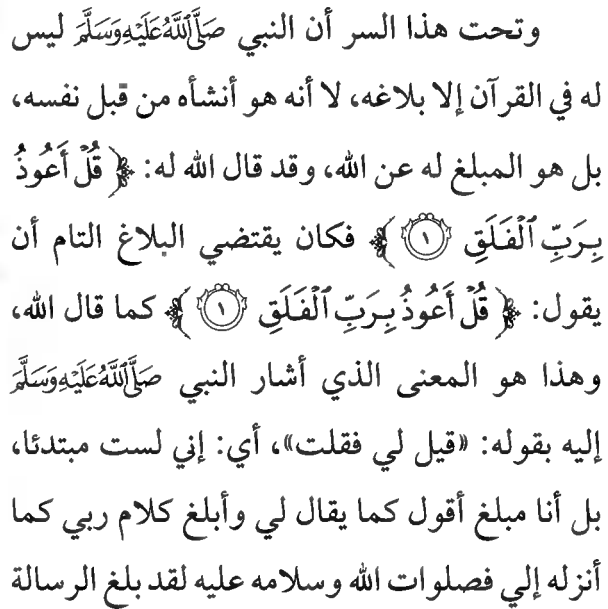 وتحت هذا السر أن النبي صَلَّى ٱللَّهُ عَلَيْهِ وَسَلَّمَ ليس
له في القرآن إلا بلاغه، لا أنه هو أنشأه من قبل نفسه،
بل هو المبلغ له عن الله، وقد قال الله له: ﴿ قُلْ أَعُوذُ
بِرَبِّ ٱلْفَلَقِ ١ ﴾ فكان يقتضي البلاغ التام أن
يقول: ﴿ قُلْ أَعُوذُ بِرَبِّ ٱلْفَلَقِ ١ ﴾ كما قال الله،
وهذا هو المعنى الذي أشار النبي صَلَّى ٱللَّهُ عَلَيْهِ وَسَلَّمَ
إليه بقوله: «قيل لي فقلت»، أي: إني لست مبتدئا،
بل أنا مبلغ أقول كما يقال لي وأبلغ كلام ربي كما
أنزله إلي فصلوات الله وسلامه عليه لقد بلغ الرسالة